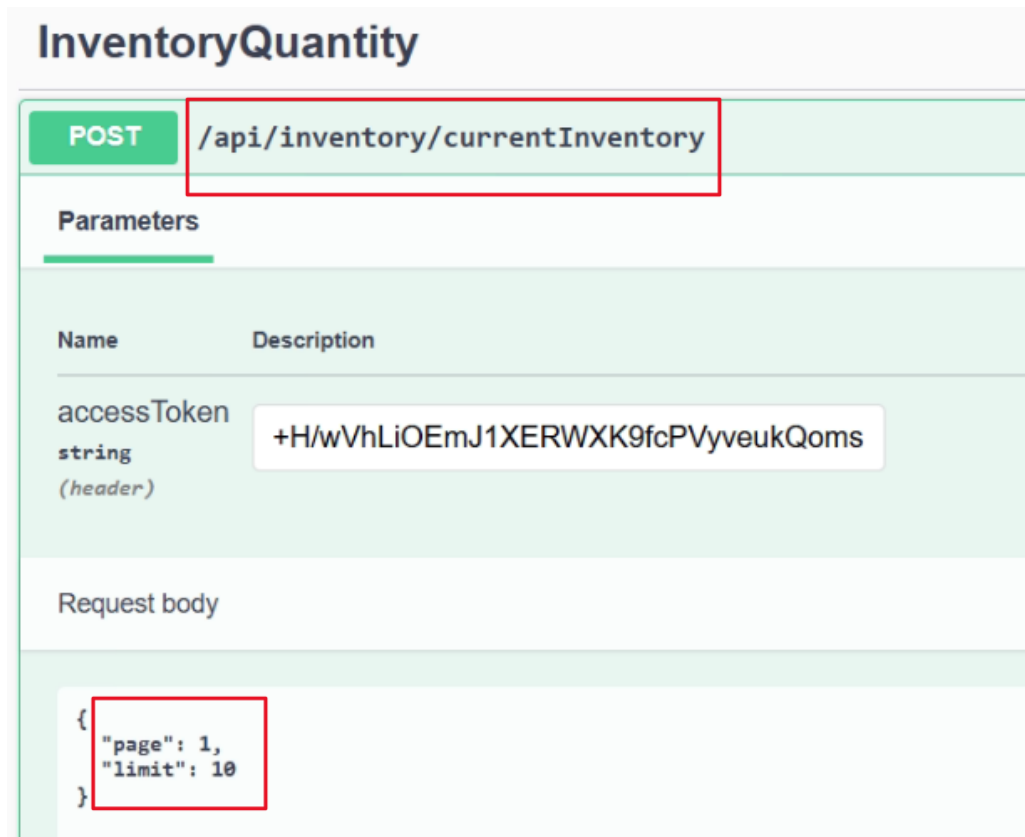 InventoryQuantity
POST /api/inventory/currentInventory
Parameters
Name Description
accessToken
string
(header)
+H/wVhLiOEmJ1XERWXK9fcPVyveukQoms
Request body
{
"page": 1,
"limit": 10
}